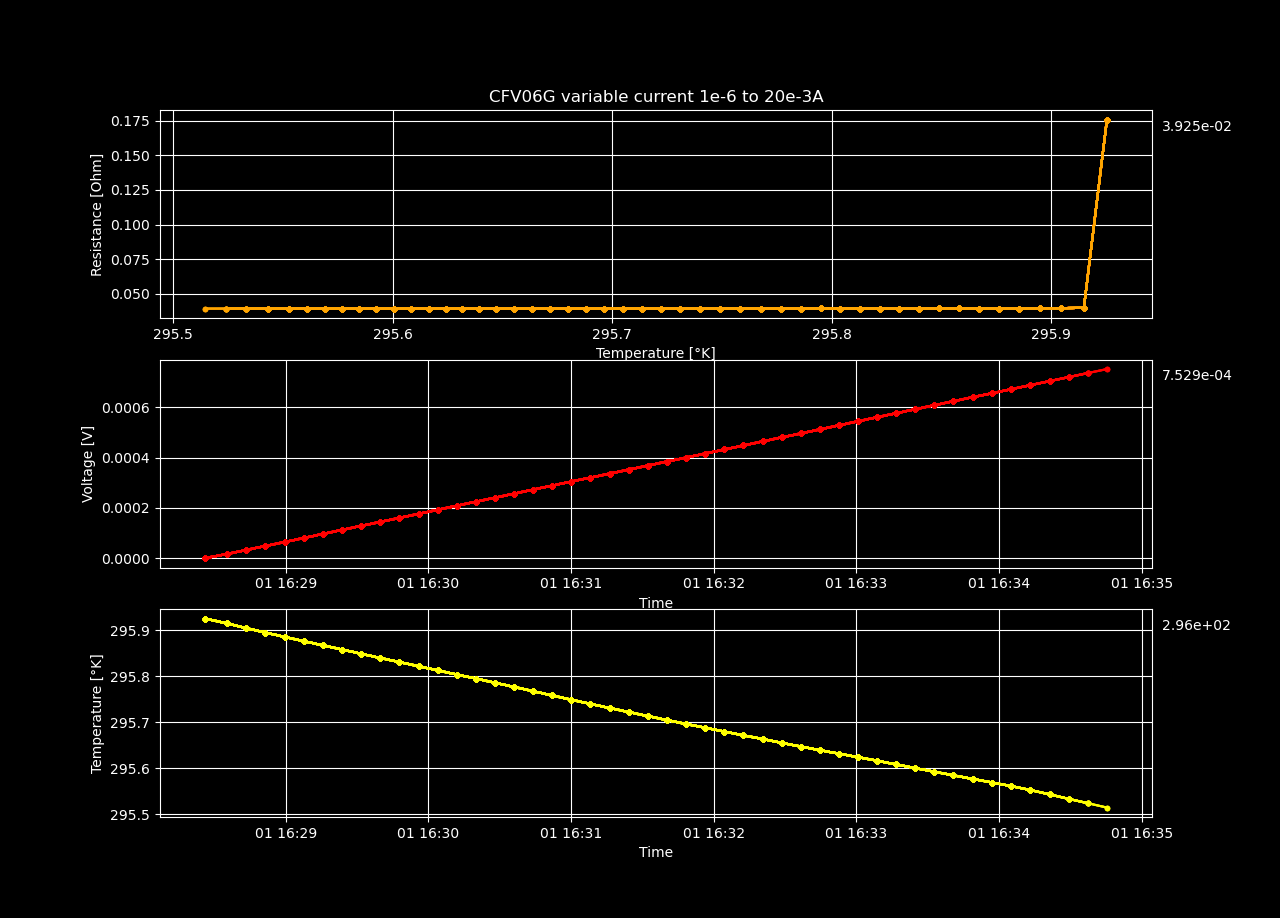 CFV06G variable current 1e-6 to 20e-3A
0.175
0.150
0.125
0.100
0.075
0.050
Resistance [Ohm]
3.925e-02
295.5 295.6 295.7 295.8 295.9
Temperature [°K]
0.0006
0.0004
0.0002
0.0000
Voltage [V]
7.529e-04
01 16:29 01 16:30 01 16:31 01 16:32 01 16:33 01 16:34 01 16:35
Time
295.9
295.8
295.7
295.6
295.5
Temperature [°K]
2.96e+02
01 16:29 01 16:30 01 16:31 01 16:32 01 16:33 01 16:34 01 16:35
Time